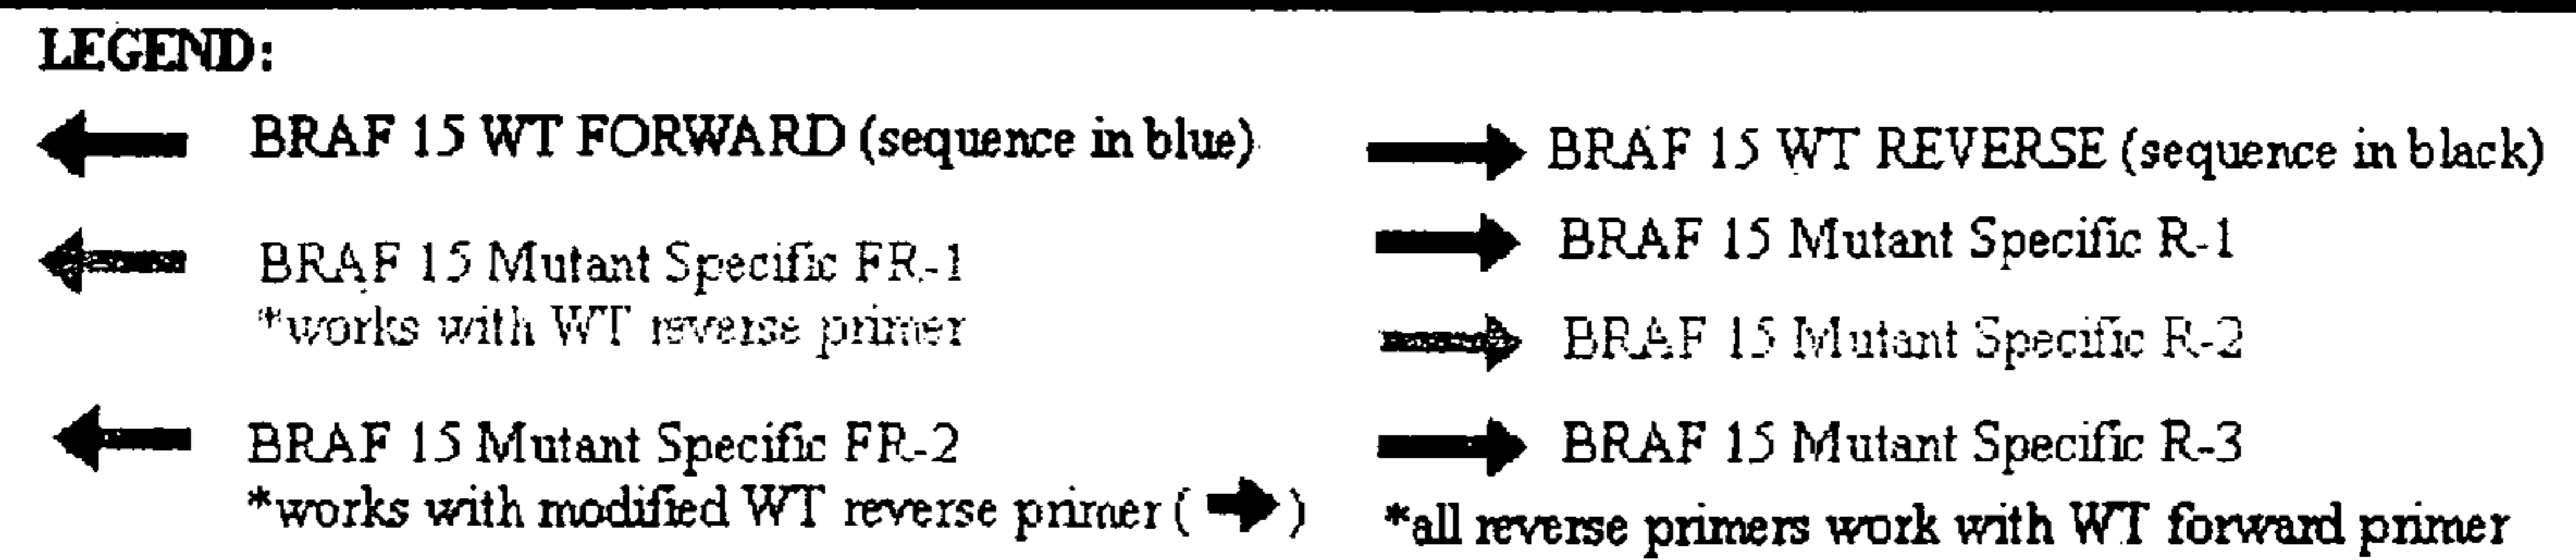 LEGEND:
BRAF 15 WT FORWARD (sequence in blue)
BRAF 15 Mutant Specific FR-1
*works with WT reverse primer
BRAF 15 Mutant Specific FR-2
*works with modified WT reverse primer ( )
BRAF 15 WT REVERSE (sequence in black)
BRAF 15 Mutant Specific R-1
BRAF 15 Mutant Specific R-2
BRAF 15 Mutant Specific R-3
*all reverse primers work with WT forward primer